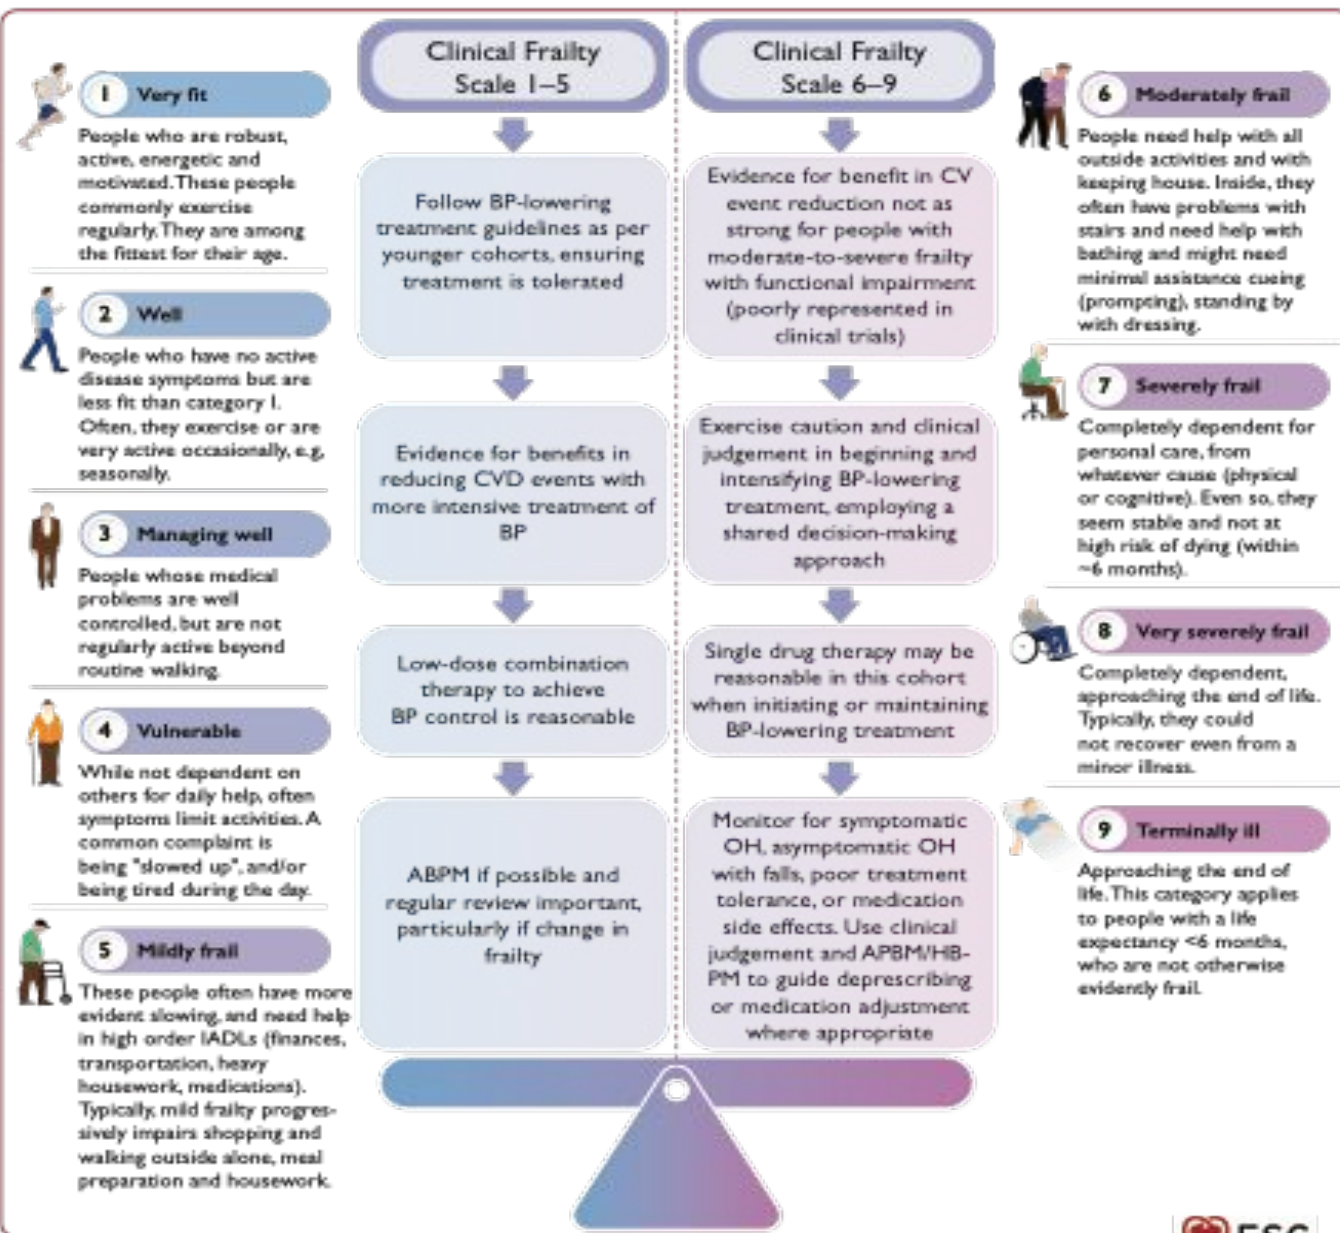 1 Very fit
People who are robust,
active, energetic and
motivated. These people
commonly exercise
regularly. They are among
the fittest for their age.
2 Well
People who have no active
disease symptoms but are
less fit than category 1.
Often, they exercise or are
very active occasionally, e.g,
seasonally.
3 Managing well
People whose medical
problems are well
controlled, but are not
regularly active beyond
routine walking.
4 Vulnerable
While not dependent on
others for daily help, often
symptoms limit activities. A
common complaint is
being "slowed up", and/or
being tired during the day.
5 Mildly frail
These people often have more
evident slowing, and need help
in high order IADLs (finances,
transportation, heavy
housework, medications).
Typically, mild frailty progres-
sively impairs shopping and
walking outside alone, meal
preparation and housework.
Clinical Frailty
Scale 1–5
Follow BP-lowering
treatment guidelines as per
younger cohorts, ensuring
treatment is tolerated
Evidence for benefits in
reducing CVD events with
more intensive treatment of
BP
Low-dose combination
therapy to achieve
BP control is reasonable
ABPM if possible and
regular review important,
particularly if change in
frailty
Clinical Frailty
Scale 6–9
Evidence for benefit in CV
event reduction not as
strong for people with
moderate-to-severe frailty
with functional impairment
(poorly represented in
clinical trials)
Exercise caution and clinical
judgement in beginning and
intensifying BP-lowering
treatment, employing a
shared decision-making
approach
Single drug therapy may be
reasonable in this cohort
when initiating or maintaining
BP-lowering treatment
Monitor for symptomatic
OH, asymptomatic OH
with falls, poor treatment
tolerance, or medication
side effects. Use clinical
judgement and APBM/HB-
PM to guide deprescribing
or medication adjustment
where appropriate
6 Moderately frail
People need help with all
outside activities and with
keeping house. Inside, they
often have problems with
stairs and need help with
bathing and might need
minimal assistance cueing
(prompting), standing by
with dressing.
7 Severely frail
Completely dependent for
personal care, from
whatever cause (physical
or cognitive). Even so, they
seem stable and not at
high risk of dying (within
~6 months).
8 Very severely frail
Completely dependent,
approaching the end of life.
Typically, they could
not recover even from a
minor illness.
9 Terminally ill
Approaching the end of
life. This category applies
to people with a life
expectancy <6 months,
who are not otherwise
evidently frail.
ESC